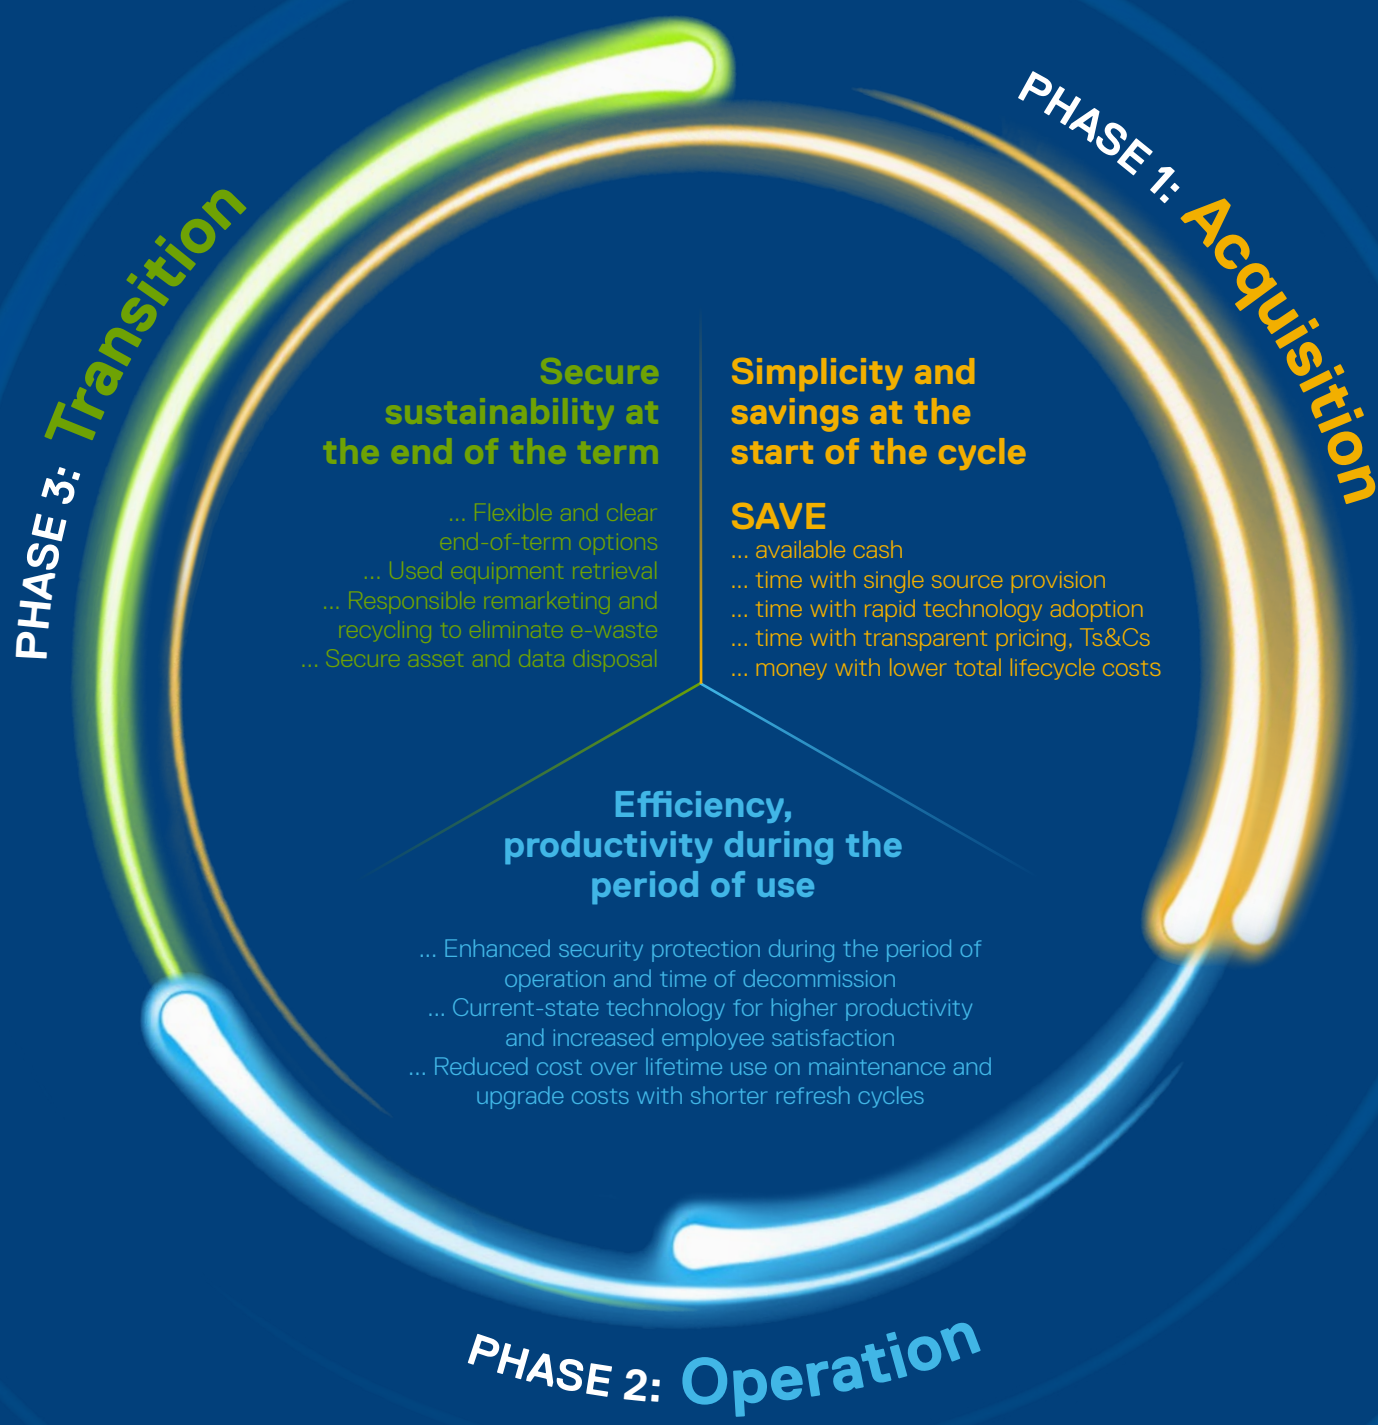 PHASE 1: Acquisition
Simplicity and
savings at the
start of the cycle
SAVE
... available cash
... time with single source provision
... time with rapid technology adoption
... time with transparent pricing, Ts&Cs
... money with lower total lifecycle costs
PHASE 2: Operation
Efficiency,
productivity during the
period of use
... Enhanced security protection during the period of
operation and time of decommission
... Current-state technology for higher productivity
and increased employee satisfaction
... Reduced cost over lifetime use on maintenance and
upgrade costs with shorter refresh cycles
PHASE 3: Transition
Secure
sustainability at
the end of the term
... Flexible and clear
end-of-term options
... Used equipment retrieval
... Responsible remarketing and
recycling to eliminate e-waste
... Secure asset and data disposal